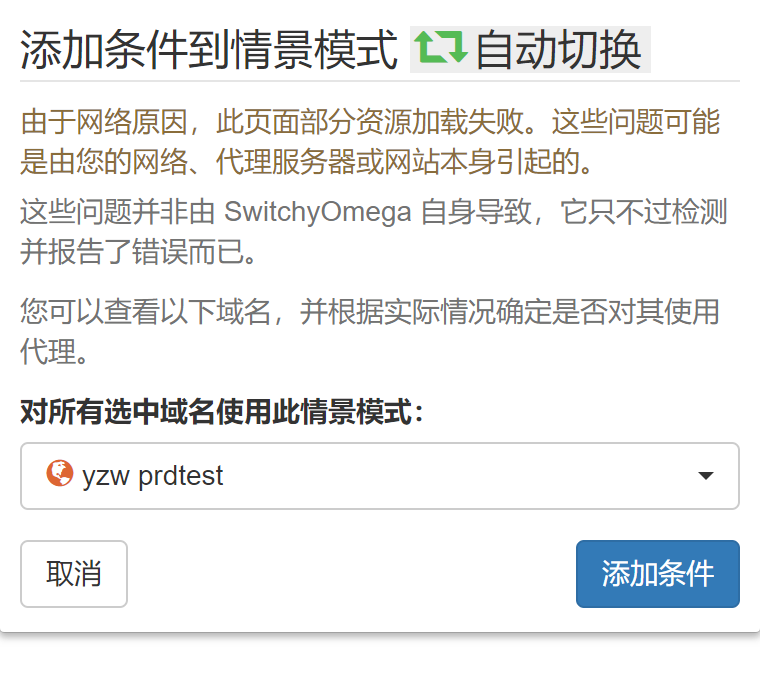 添加条件到情景模式 自动切换
由于网络原因，此页面部分资源加载失败。这些问题可能
是由您的网络、代理服务器或网站本身引起的。
这些问题并非由 SwitchyOmega 自身导致，它只不过检测
并报告了错误而已。
您可以查看以下域名，并根据实际情况确定是否对其使用
代理。
对所有选中域名使用此情景模式：
yzw prdtest
取消
添加条件